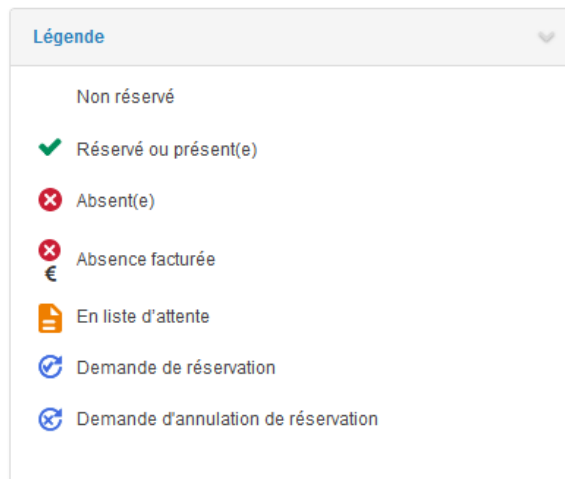 Légende
Non réservé
Réservé ou présent(e)
Absent(e)
€
Absence facturée
En liste d'attente
Demande de réservation
Demande d'annulation de réservation